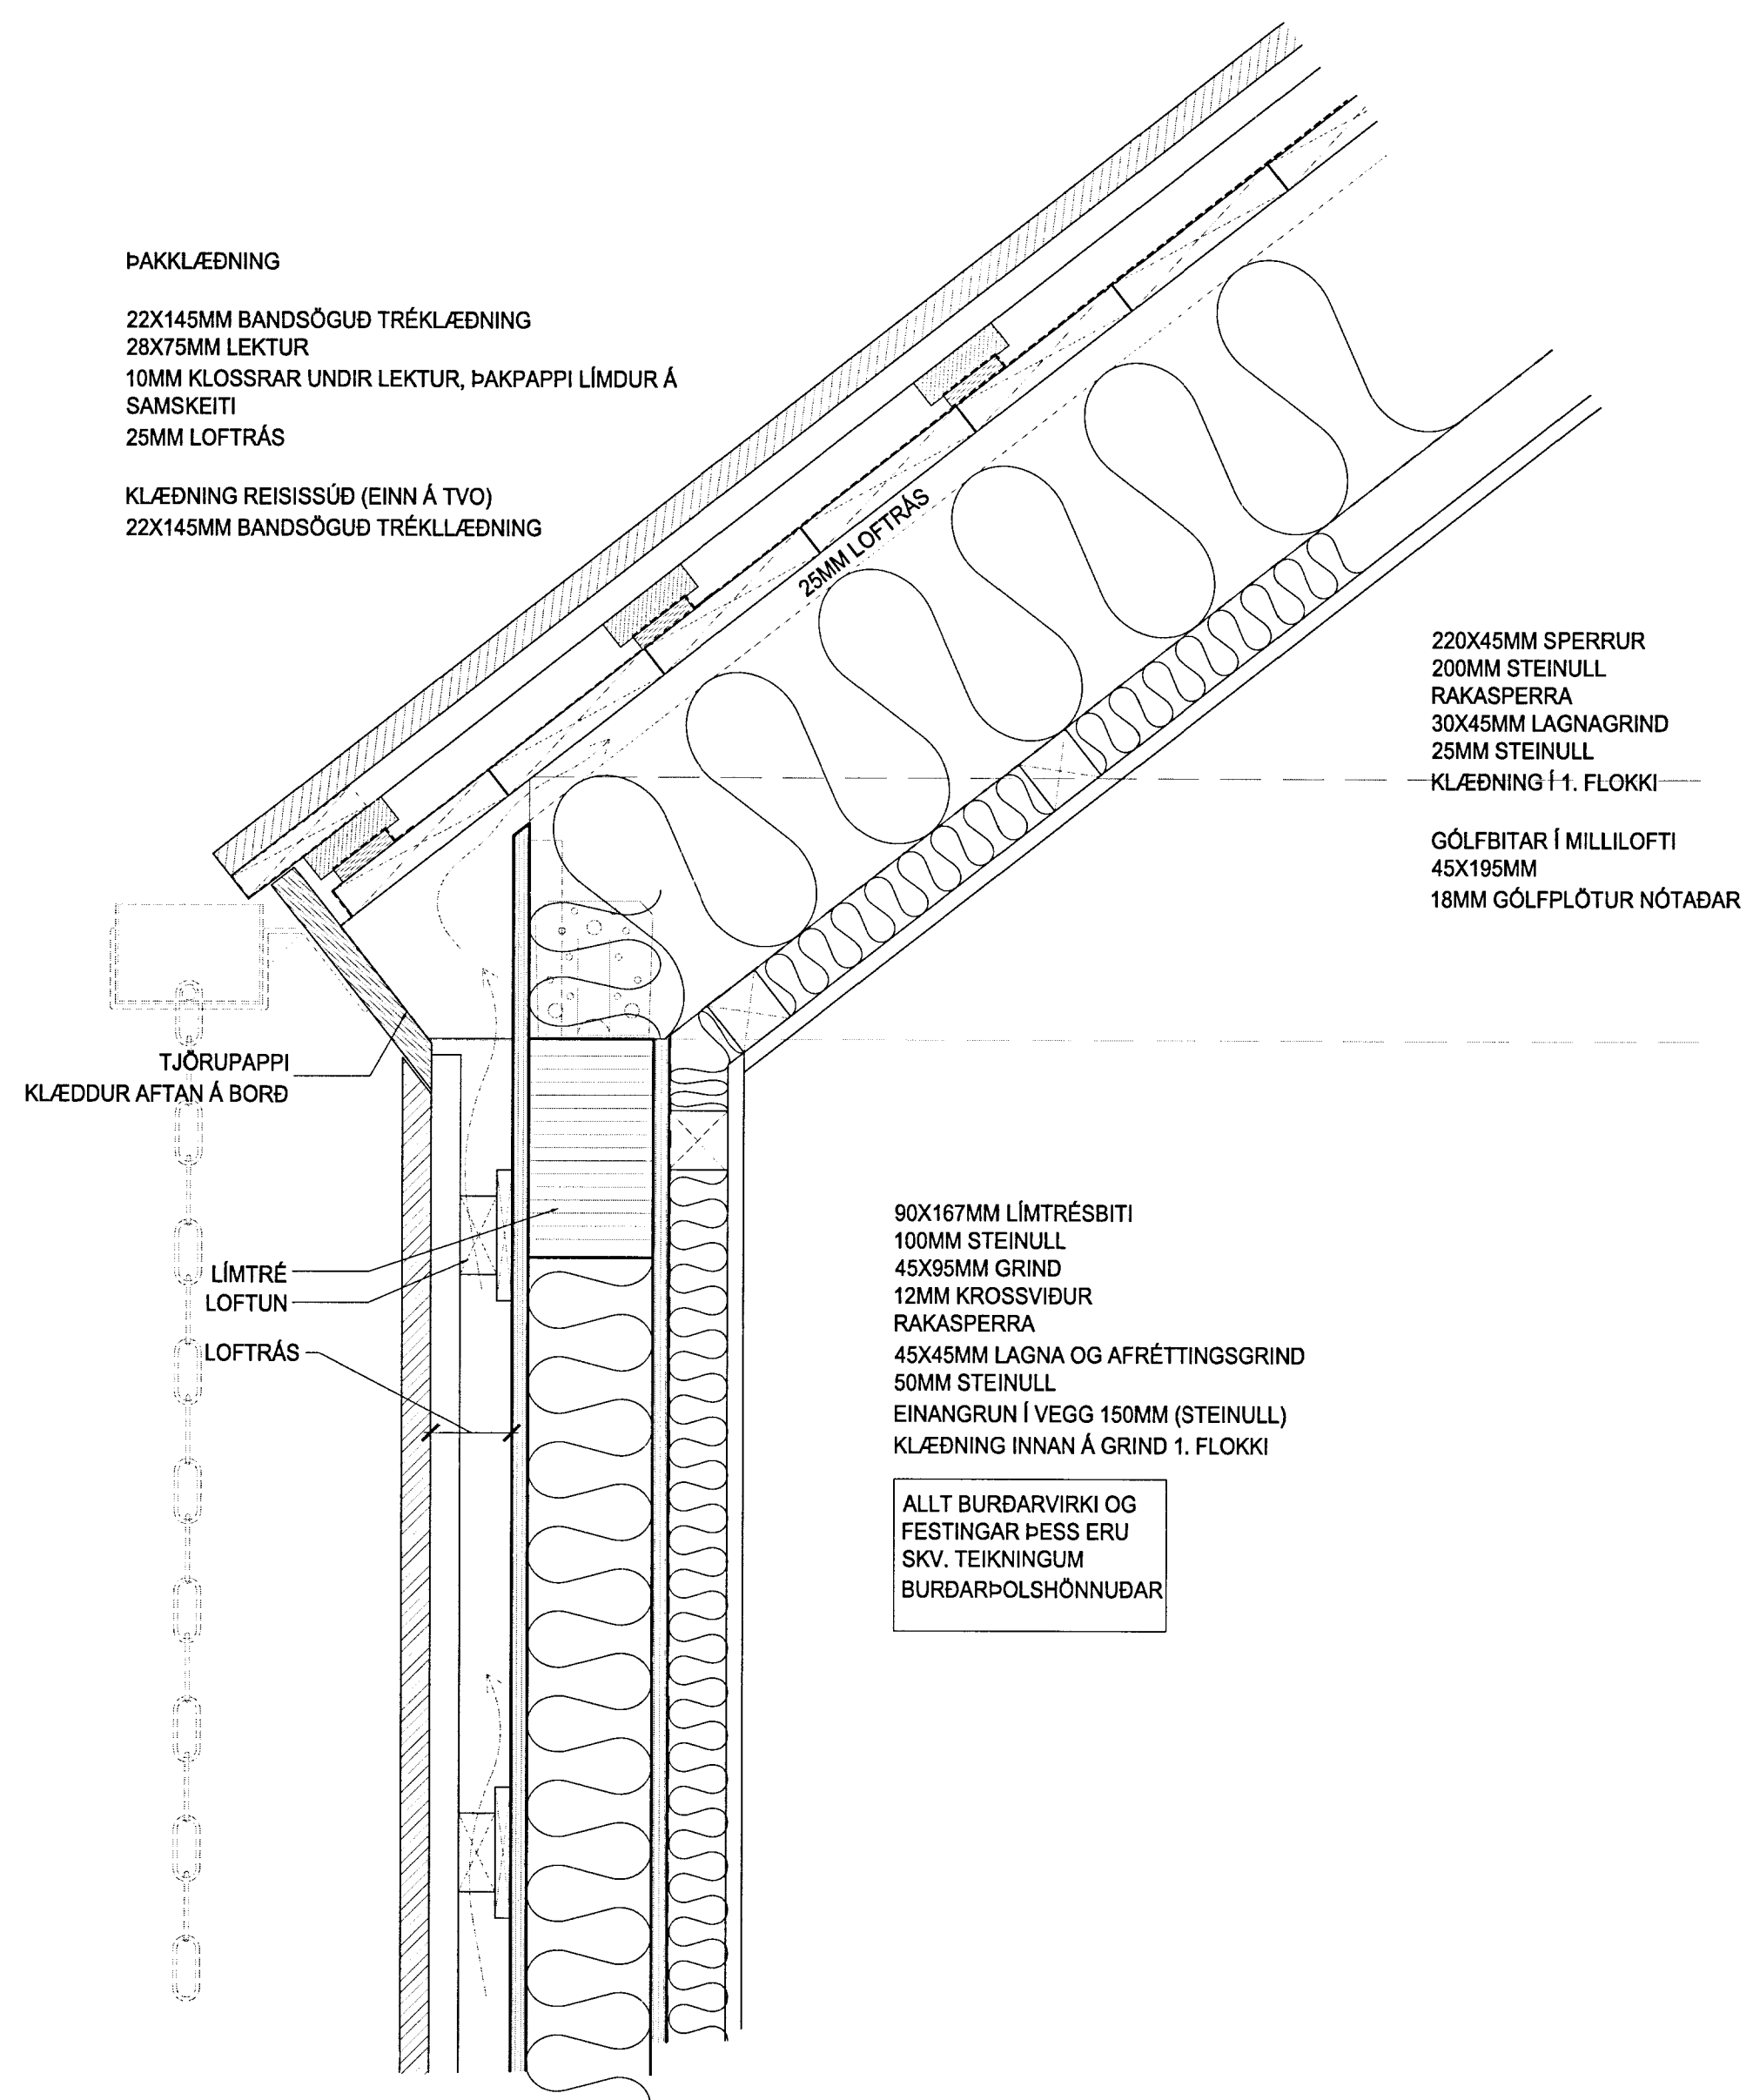 ÞAKKLÆÐNING
22X145MM BANDSÖGUÐ TRÉKLÆÐNING
28X75MM LEKTUR
10MM KLOSSRAR UNDIR LEKTUR, ÞAKPAPPI LÍMDUR Á
SAMSKEITI
25MM LOFTRÁS
KLÆÐNING REISISSÚÐ (EINN Á TVO)
22X145MM BANDSÖGUÐ TRÉKLLÆÐNING
25MM LOFTRÁS
220X45MM SPERRUR
200MM STEINULL
RAKASPERRA
30X45MM LAGNAGRIND
25MM STEINULL
KLÆÐNING Í 1. FLOKKI
GÓLFBITAR Í MILLILOFTI
45X195MM
18MM GÓLFPLÖTUR NÓTAÐAR
TJÖRUPAPPI
KLÆDDUR AFTAN Á BORÐ
LÍMTRÉ
LOFTUN
LOFTRÁS
90X167MM LÍMTRÉSBITI
100MM STEINULL
45X95MM GRIND
12MM KROSSVIÐUR
RAKASPERRA
45X45MM LAGNA OG AFRÉTTINGSGRIND
50MM STEINULL
EINANGRUN Í VEGG 150MM (STEINULL)
KLÆÐNING INNAN Á GRIND 1. FLOKKI
ALLT BURÐARVIRKI OG
FESTINGAR ÞESS ERU
SKV. TEIKNINGUM
BURÐARÞOLSHÖNNUÐAR